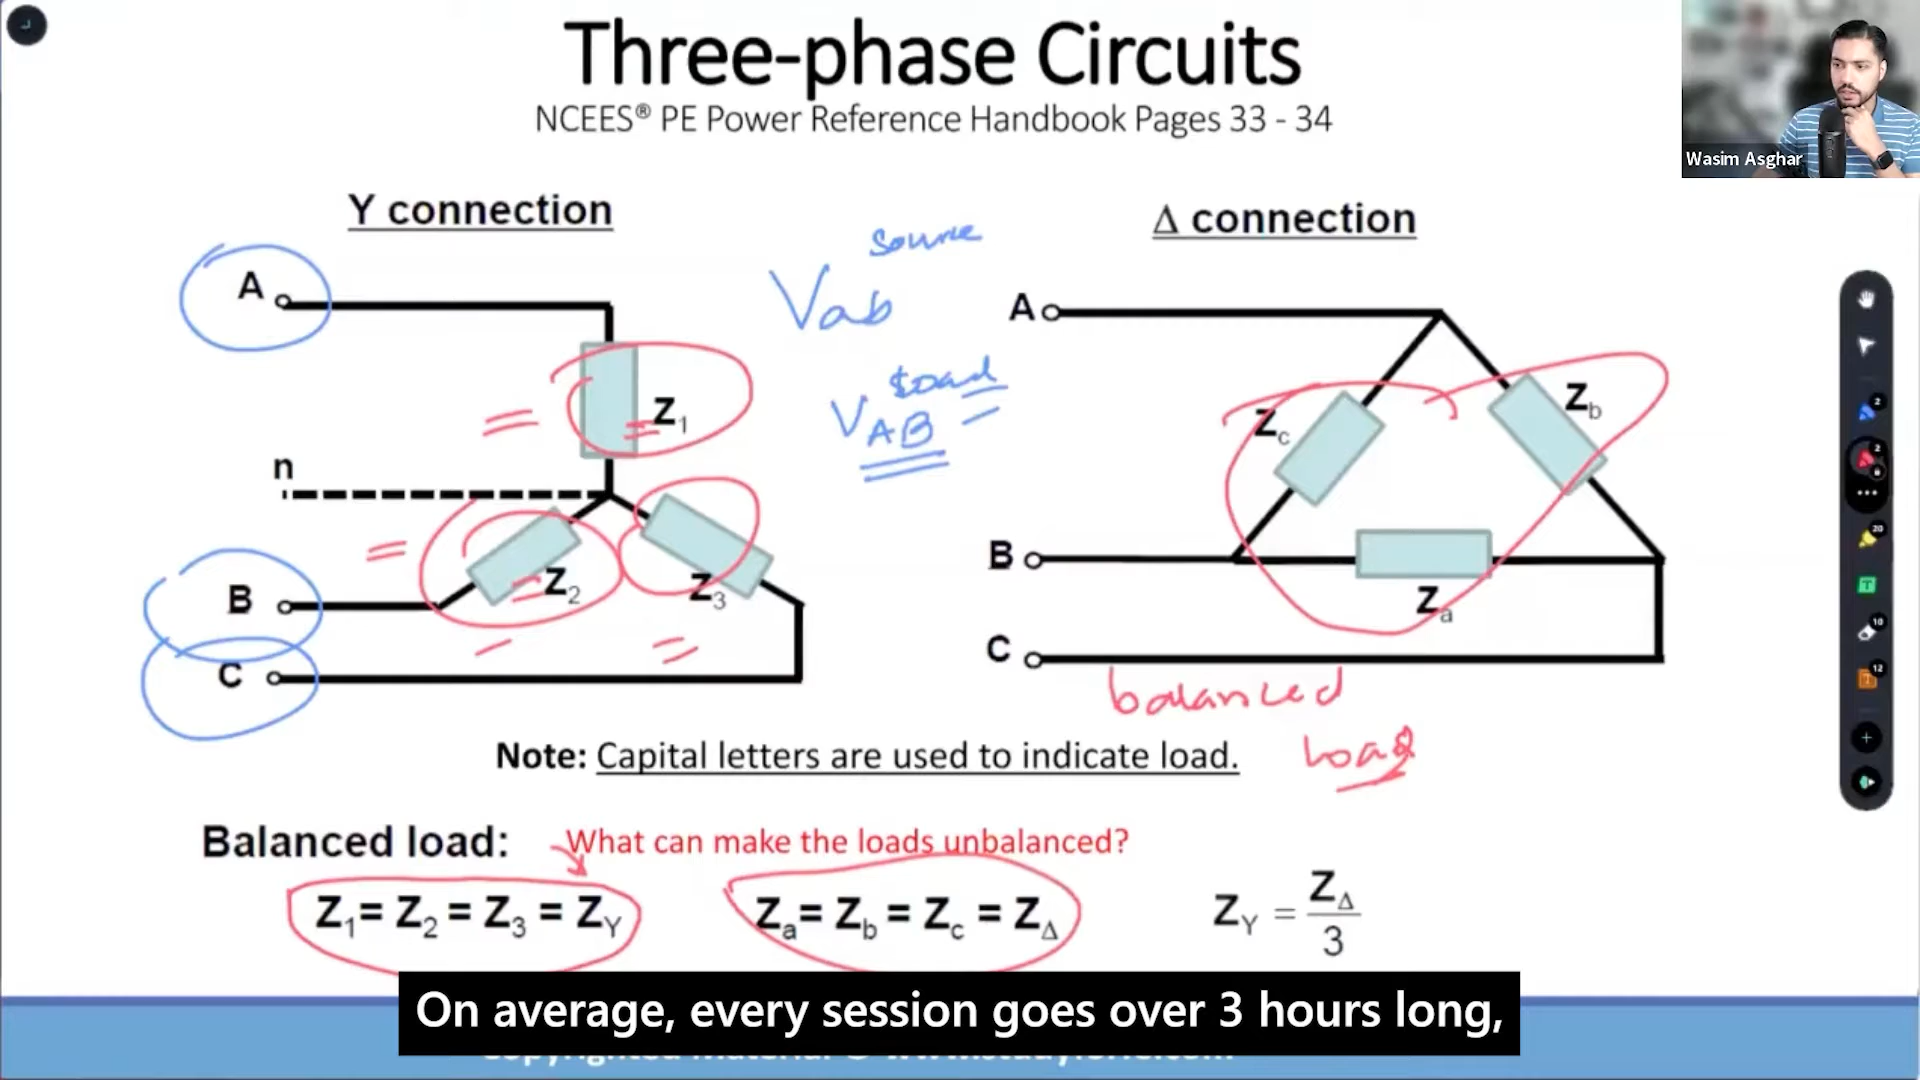 Three-phase Circuits
NCEES® PE Power Reference Handbook Pages 33 - 34
Wasim Asghar
Y connection
Δ connection
source
Vab
A
A
Load
VAB
Z1
Zc
Zb
n
B
Z2
Z3
B
Za
C
C
balanced
Load
Note: Capital letters are used to indicate load.
Balanced load: What can make the loads unbalanced?
Z1= Z2 = Z3 = ZY
Za= Zb = Zc = ZΔ
ZY = ZΔ
3
On average, every session goes over 3 hours long,